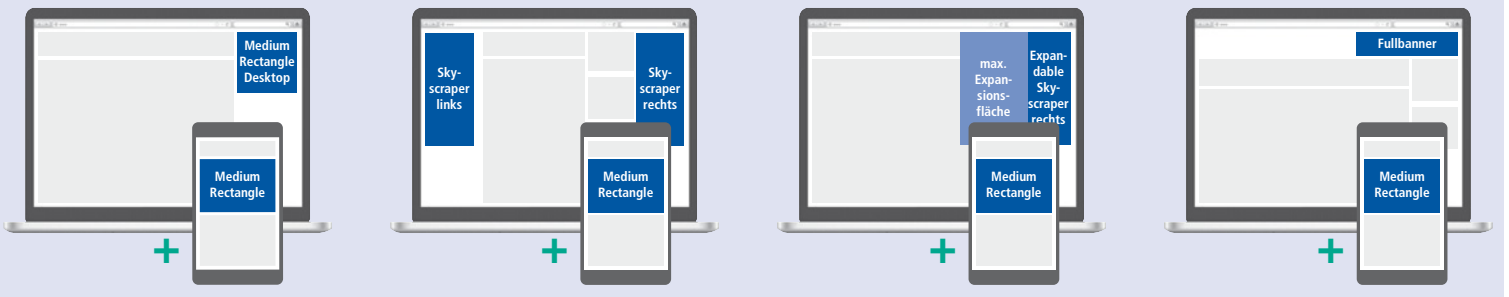 Medium
Rectangle
Desktop
Medium
Rectangle
+
Sky-
scraper
links
Sky-
scraper
rechts
Medium
Rectangle
+
max.
Expan-
sions-
fläche
Expan-
dable
Sky-
scraper
rechts
Medium
Rectangle
+
Fullbanner
Medium
Rectangle
+